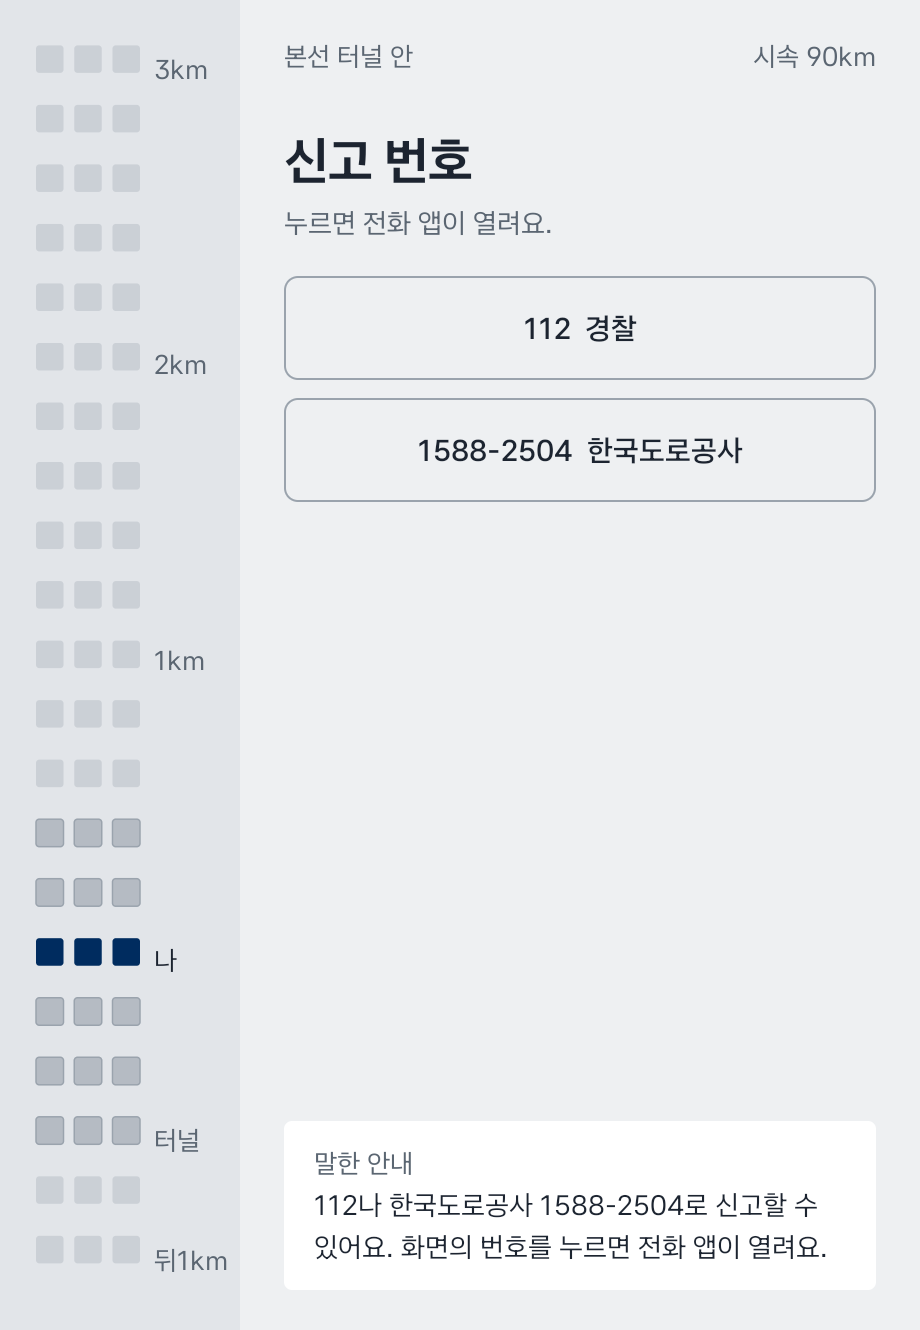 3km
2km
1km
나
터널
뒤1km
본선 터널 안
시속 90km
신고 번호
누르면 전화 앱이 열려요.
112 경찰
1588-2504 한국도로공사
말한 안내
112나 한국도로공사 1588-2504로 신고할 수
있어요. 화면의 번호를 누르면 전화 앱이 열려요.